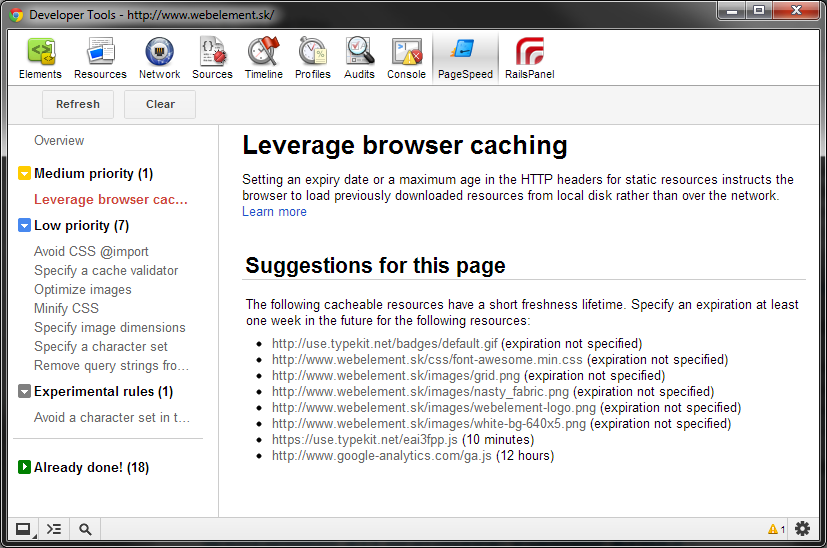 Developer Tools - http://www.webelement.sk/
Elements Resources Network Sources Timeline Profiles Audits Console PageSpeed RailsPanel
Refresh Clear
Overview
Medium priority (1)
Leverage browser cac...
Low priority (7)
Avoid CSS @import
Specify a cache validator
Optimize images
Minify CSS
Specify image dimensions
Specify a character set
Remove query strings fro...
Experimental rules (1)
Avoid a character set in t...
Already done! (18)
Leverage browser caching
Setting an expiry date or a maximum age in the HTTP headers for static resources instructs the
browser to load previously downloaded resources from local disk rather than over the network.
Learn more
Suggestions for this page
The following cacheable resources have a short freshness lifetime. Specify an expiration at least
one week in the future for the following resources:
http://use.typekit.net/badges/default.gif (expiration not specified)
http://www.webelement.sk/css/font-awesome.min.css (expiration not specified)
http://www.webelement.sk/images/grid.png (expiration not specified)
http://www.webelement.sk/images/nasty_fabric.png (expiration not specified)
http://www.webelement.sk/images/webelement-logo.png (expiration not specified)
http://www.webelement.sk/images/white-bg-640x5.png (expiration not specified)
https://use.typekit.net/eai3fpp.js (10 minutes)
http://www.google-analytics.com/ga.js (12 hours)
1